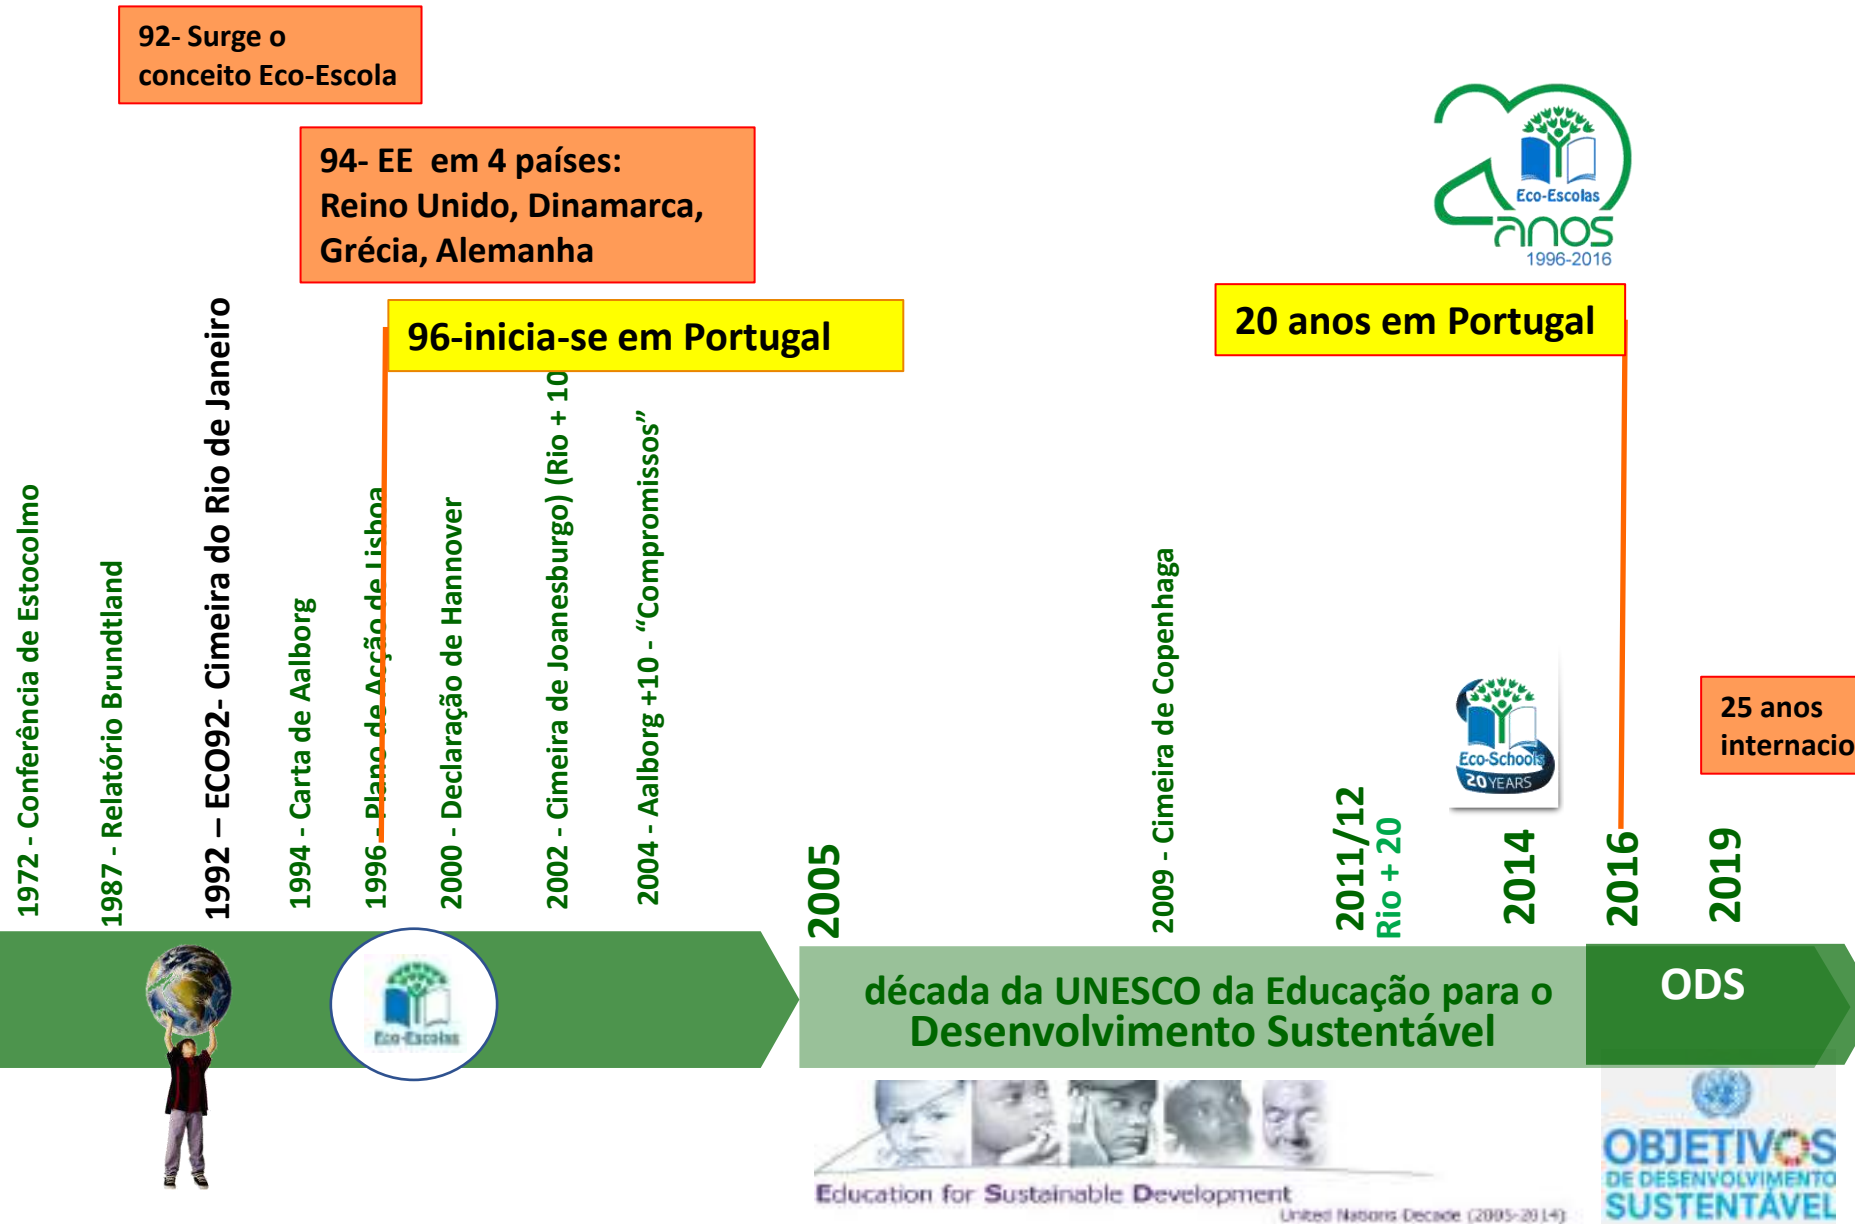 92- Surge o
conceito Eco-Escola
94- EE em 4 países:
Reino Unido, Dinamarca,
Grécia, Alemanha
96-inicia-se em Portugal
Eco-Escolas
20 anos
1996-2016
20 anos em Portugal
1972 - Conferência de Estocolmo
1987 - Relatório Brundtland
1992 – ECO92- Cimeira do Rio de Janeiro
1994 - Carta de Aalborg
1996 - Plano de Acção de Lisboa
2000 - Declaração de Hannover
2002 - Cimeira de Joanesburgo) (Rio + 10
2004 - Aalborg +10 - “Compromissos”
2005
2009 - Cimeira de Copenhaga
2011/12
Rio + 20
Eco-Schools
20 YEARS
2014
2016
25 anos
internacio
2019
Eco-Escolas
década da UNESCO da Educação para o
Desenvolvimento Sustentável
ODS
Education for Sustainable Development
United Nations Decade (2005-2014)
OBJETIVOS
DE DESENVOLVIMENTO
SUSTENTÁVEL